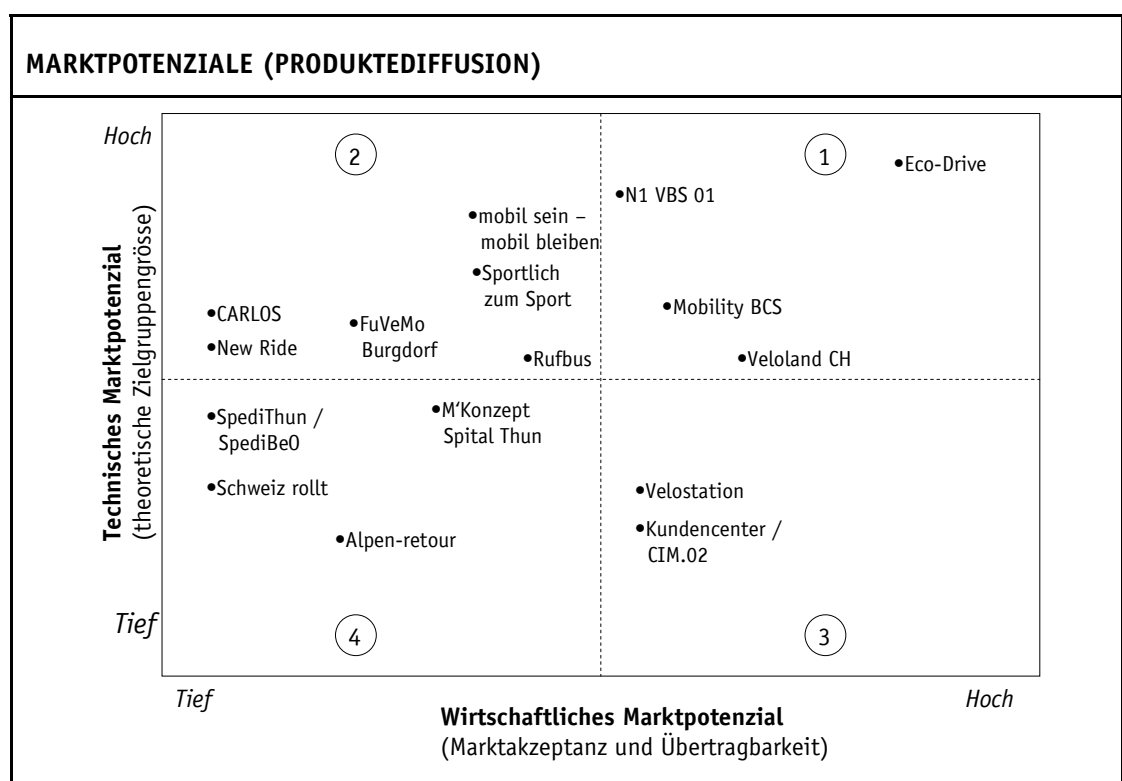 MARKTPOTENZIALE (PRODUKTEDIFFUSION)
Hoch
2
1
•Eco-Drive
•N1 VBS 01
•mobil sein –
mobil bleiben
•Sportlich
zum Sport
•Mobility BCS
•CARLOS
•FuVeMo
Burgdorf
•New Ride
•Rufbus
•Veloland CH
Technisches Marktpotenzial
(theoretische Zielgruppengrösse)
•SpediThun /
SpediBeO
•M'Konzept
Spital Thun
•Schweiz rollt
•Velostation
•Alpen-retour
•Kundencenter /
CIM.02
Tief
4
3
Tief
Hoch
Wirtschaftliches Marktpotenzial
(Marktakzeptanz und Übertragbarkeit)